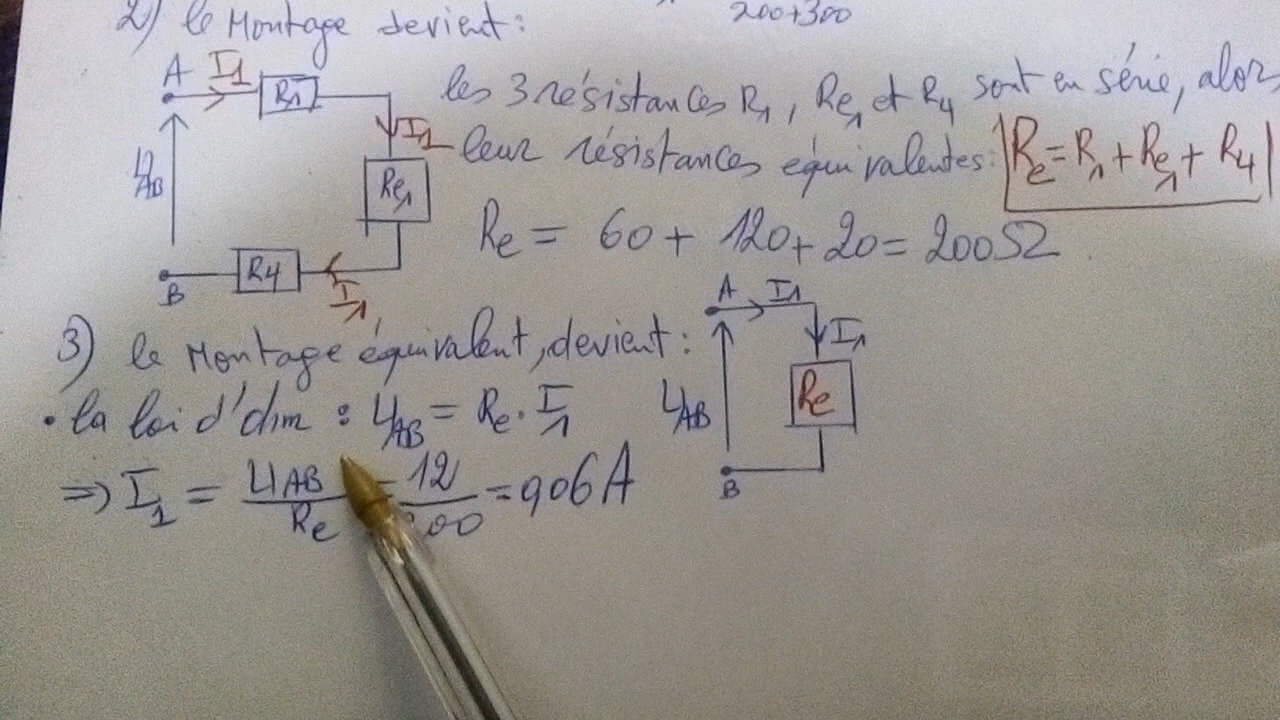 200+300
2) le Montage devient:
A I1 R1 I1 Re1 I1 R4 B UAB
les 3 résistances R1, Re1 et R4 sont en série, alors
leur résistances équivalentes: Re = R1 + Re1 + R4
Re = 60 + 120 + 20 = 200Ω
3) le Montage équivalent, devient:
A I1 I1 Re B UAB
• la loi d'ohm : UAB = Re . I1
=> I1 = UAB / Re = 12 / 200 = 0,06A